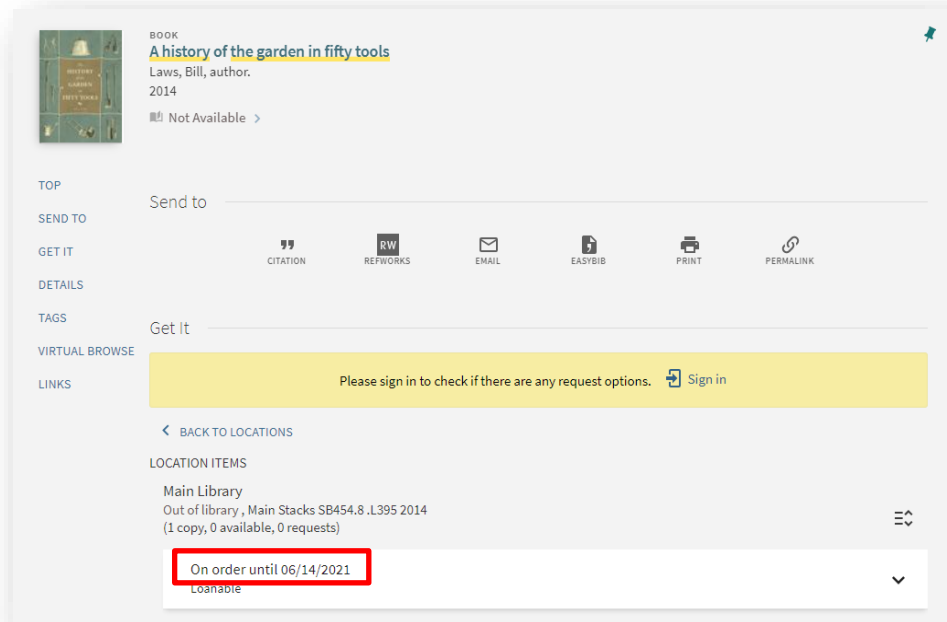 BOOK
A history of the garden in fifty tools
Laws, Bill, author.
2014
Not Available
TOP
SEND TO
GET IT
DETAILS
TAGS
VIRTUAL BROWSE
LINKS
Send to
CITATION
RW
REFWORKS
EMAIL
EASYBIB
PRINT
PERMALINK
Get It
Please sign in to check if there are any request options. Sign in
BACK TO LOCATIONS
LOCATION ITEMS
Main Library
Out of library , Main Stacks SB454.8 .L395 2014
(1 copy, 0 available, 0 requests)
On order until 06/14/2021
Loanable